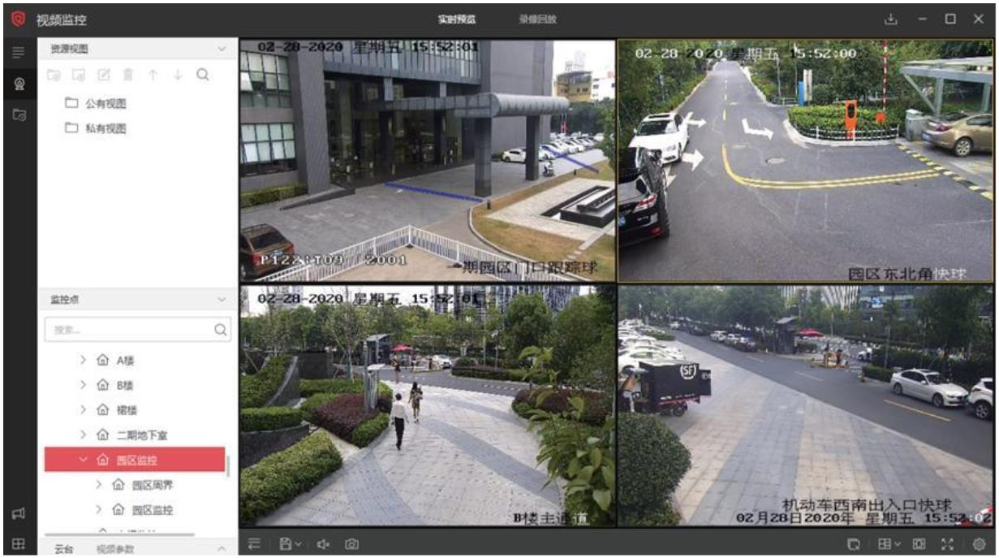 视频监控
实时预览
录像回放
资源视图
公有视图
私有视图
监控点
搜索...
A楼
B楼
裙楼
二期地下室
园区监控
园区周界
园区监控
云台
视频参数
02-28-2020 星期五 15:52:01
一期园区门口跟踪球
02-28-2020 星期五 15:52:00
园区东北角快球
02-28-2020 星期五 15:52:01
B楼主通道
SF
机动车西南出入口快球
02月28日2020年 星期五 15:52:02